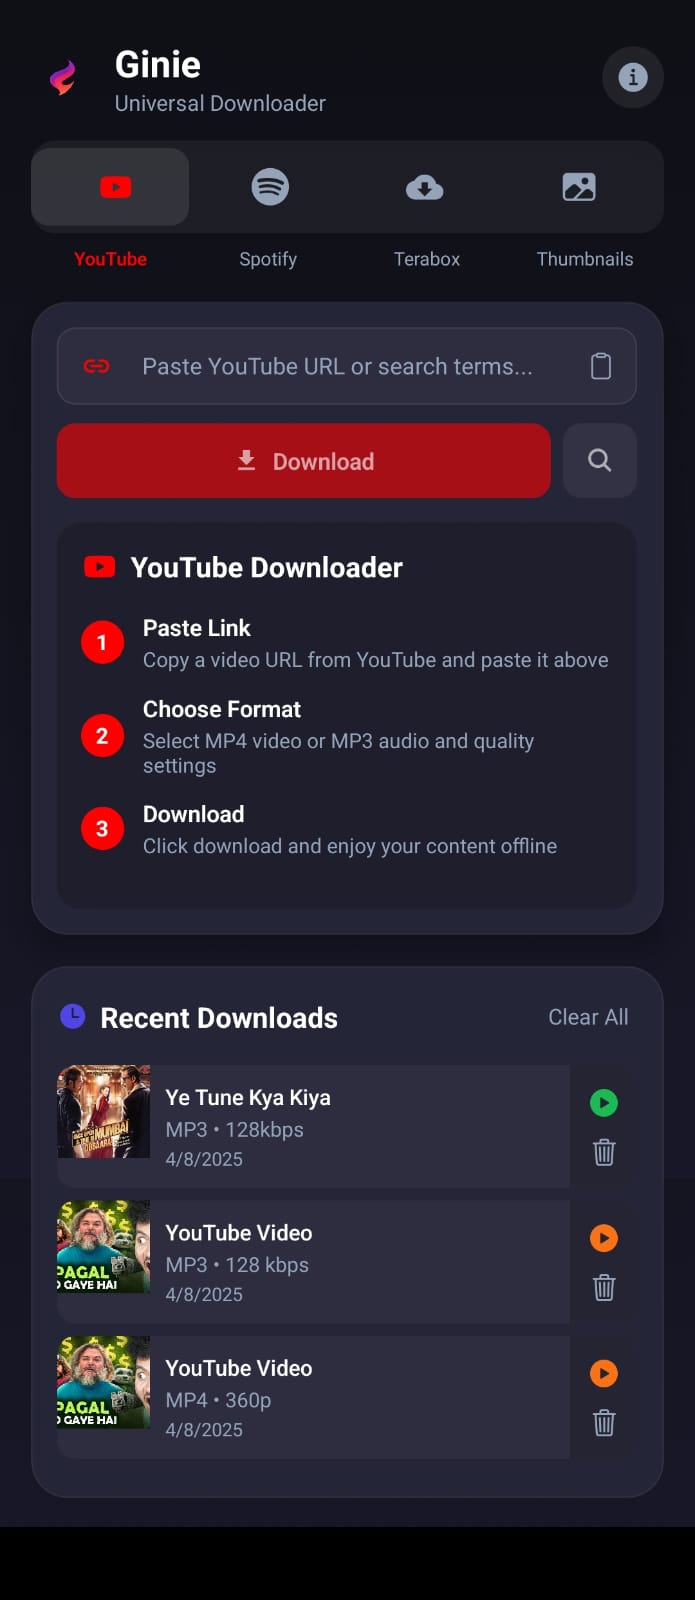 Ginie
Universal Downloader
YouTube
Spotify
Terabox
Thumbnails
Paste YouTube URL or search terms...
Download
YouTube Downloader
1
Paste Link
Copy a video URL from YouTube and paste it above
2
Choose Format
Select MP4 video or MP3 audio and quality
settings
3
Download
Click download and enjoy your content offline
Recent Downloads
Clear All
MUMBAI
Ye Tune Kya Kiya
MP3 • 128kbps
4/8/2025
PAGAL
GAYE HAI
YouTube Video
MP3 • 128 kbps
4/8/2025
PAGAL
GAYE HAI
YouTube Video
MP4 • 360p
4/8/2025